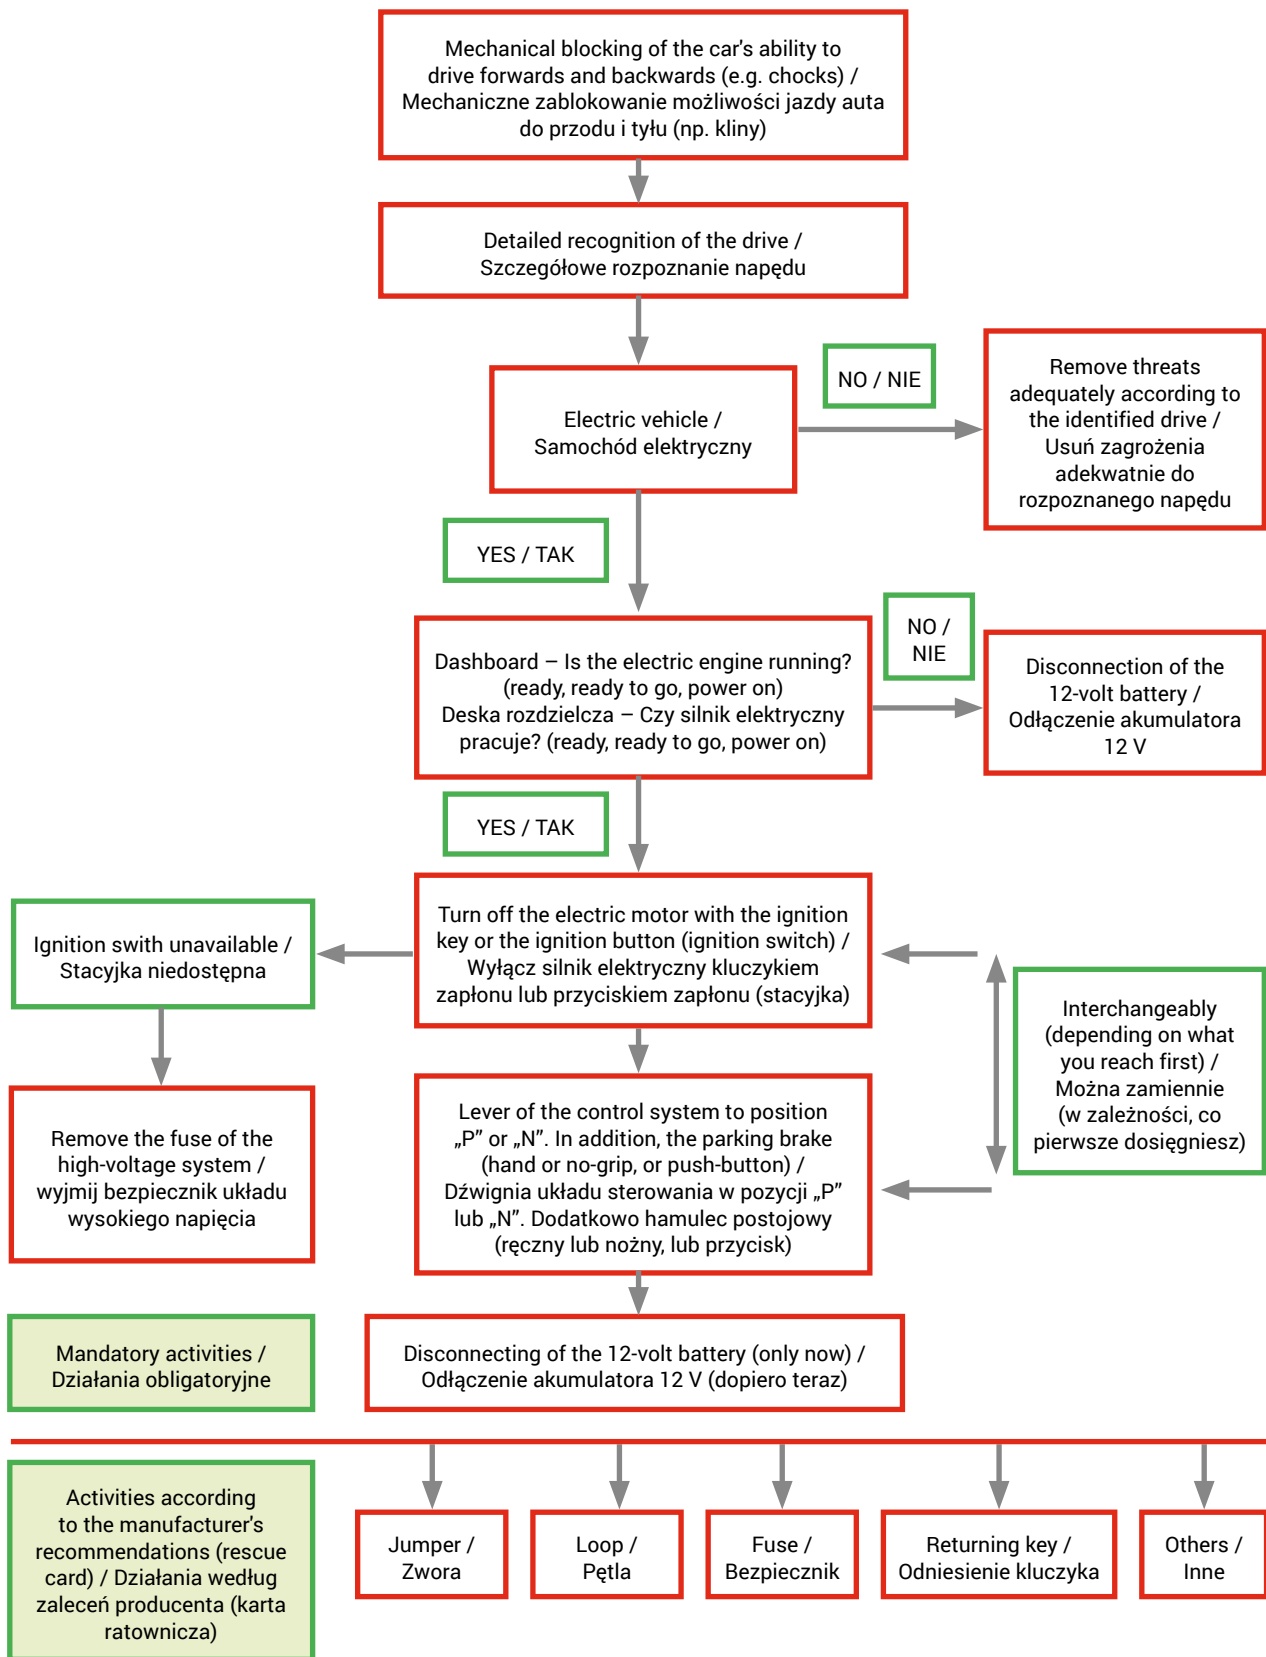 Mechanical blocking of the car's ability to
drive forwards and backwards (e.g. chocks) /
Mechaniczne zablokowanie możliwości jazdy auta
do przodu i tyłu (np. kliny)
Detailed recognition of the drive /
Szczegółowe rozpoznanie napędu
Electric vehicle /
Samochód elektryczny
NO / NIE
Remove threats
adequately according to
the identified drive /
Usuń zagrożenia
adekwatnie do
rozpoznanego napędu
YES / TAK
Dashboard – Is the electric engine running?
(ready, ready to go, power on)
Deska rozdzielcza – Czy silnik elektryczny
pracuje? (ready, ready to go, power on)
NO /
NIE
Disconnection of the
12-volt battery /
Odłączenie akumulatora
12 V
YES / TAK
Turn off the electric motor with the ignition
key or the ignition button (ignition switch) /
Wyłącz silnik elektryczny kluczykiem
zapłonu lub przyciskiem zapłonu (stacyjka)
Ignition swith unavailable /
Stacyjka niedostępna
Interchangeably
(depending on what
you reach first) /
Można zamiennie
(w zależności, co
pierwsze dosięgniesz)
Remove the fuse of the
high-voltage system /
wyjmij bezpiecznik układu
wysokiego napięcia
Lever of the control system to position
„P” or „N”. In addition, the parking brake
(hand or no-grip, or push-button) /
Dźwignia układu sterowania w pozycji „P”
lub „N”. Dodatkowo hamulec postojowy
(ręczny lub nożny, lub przycisk)
Mandatory activities /
Działania obligatoryjne
Disconnecting of the 12-volt battery (only now) /
Odłączenie akumulatora 12 V (dopiero teraz)
Activities according
to the manufacturer's
recommendations (rescue
card) / Działania według
zaleceń producenta (karta
ratownicza)
Jumper /
Zwora
Loop /
Pętla
Fuse /
Bezpiecznik
Returning key /
Odniesienie kluczyka
Others /
Inne